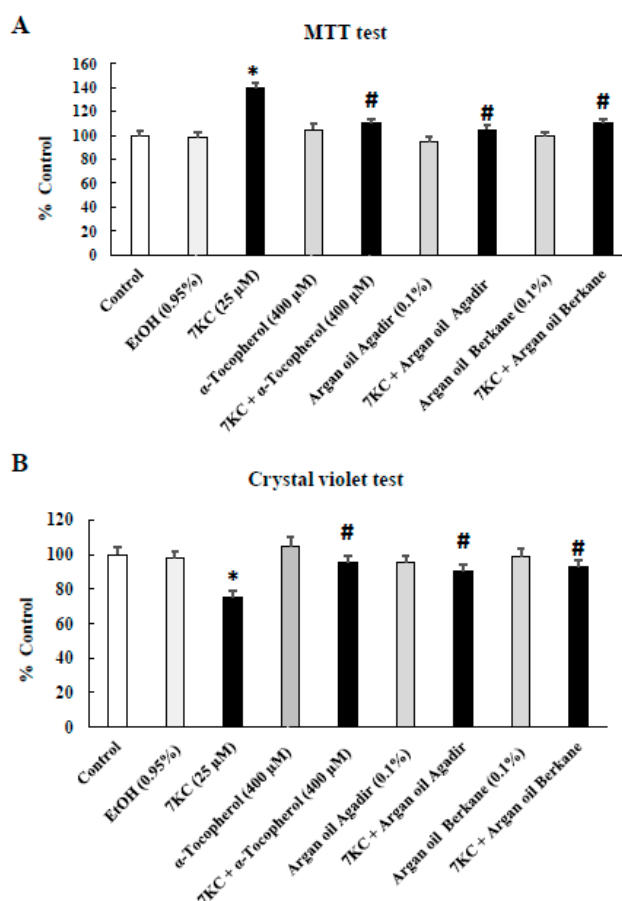 A
MTT test
% Control
160
140
120
100
80
60
40
20
0
*
#
#
#
Control
EtOH (0.95%)
7KC (25 µM)
α-Tocopherol (400 µM)
7KC + α-Tocopherol (400 µM)
Argan oil Agadir (0.1%)
7KC + Argan oil Agadir
Argan oil Berkane (0.1%)
7KC + Argan oil Berkane
B
Crystal violet test
% Control
120
100
80
60
40
20
0
*
#
#
#
Control
EtOH (0.95%)
7KC (25 µM)
α-Tocopherol (400 µM)
7KC + α-Tocopherol (400 µM)
Argan oil Agadir (0.1%)
7KC + Argan oil Agadir
Argan oil Berkane (0.1%)
7KC + Argan oil Berkane